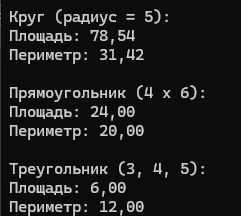 Круг (радиус = 5):
Площадь: 78,54
Периметр: 31,42
Прямоугольник (4 x 6):
Площадь: 24,00
Периметр: 20,00
Треугольник (3, 4, 5):
Площадь: 6,00
Периметр: 12,00